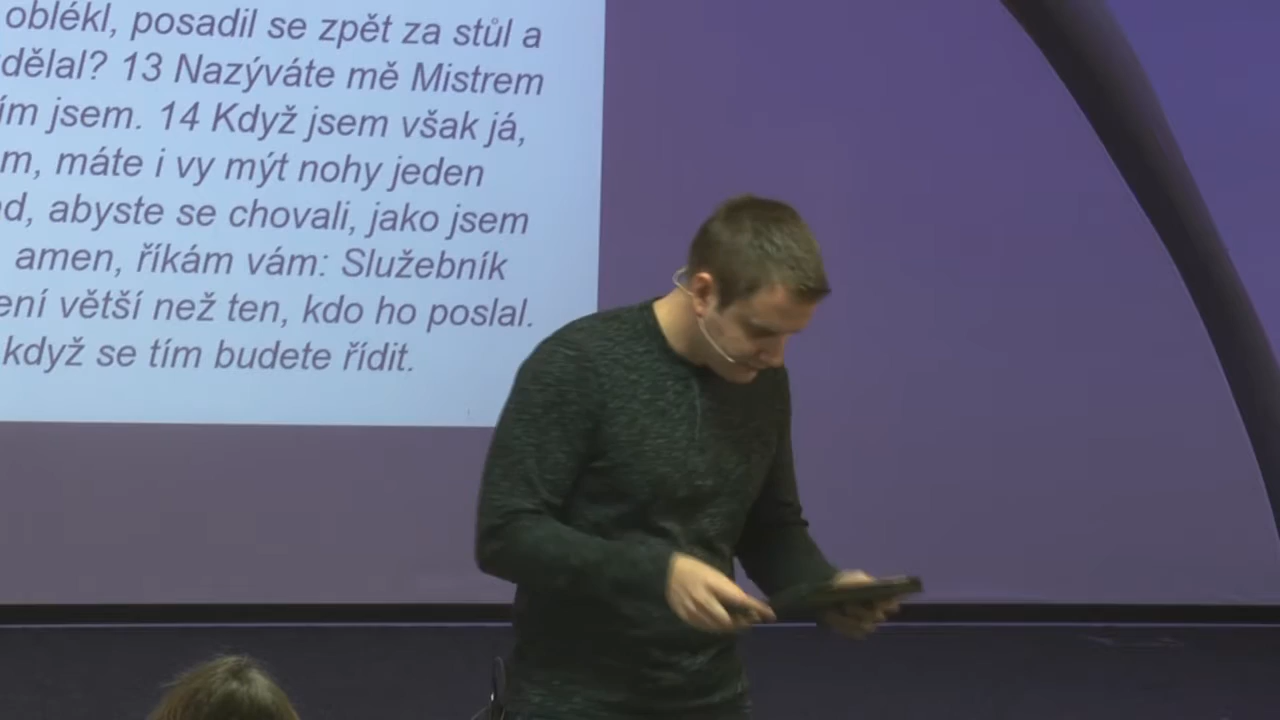 oblékl, posadil se zpět za stůl a
dělal? 13 Nazýváte mě Mistrem
ím jsem. 14 Když jsem však já,
m, máte i vy mýt nohy jeden
d, abyste se chovali, jako jsem
amen, říkám vám: Služebník
ení větší než ten, kdo ho poslal.
když se tím budete řídit.